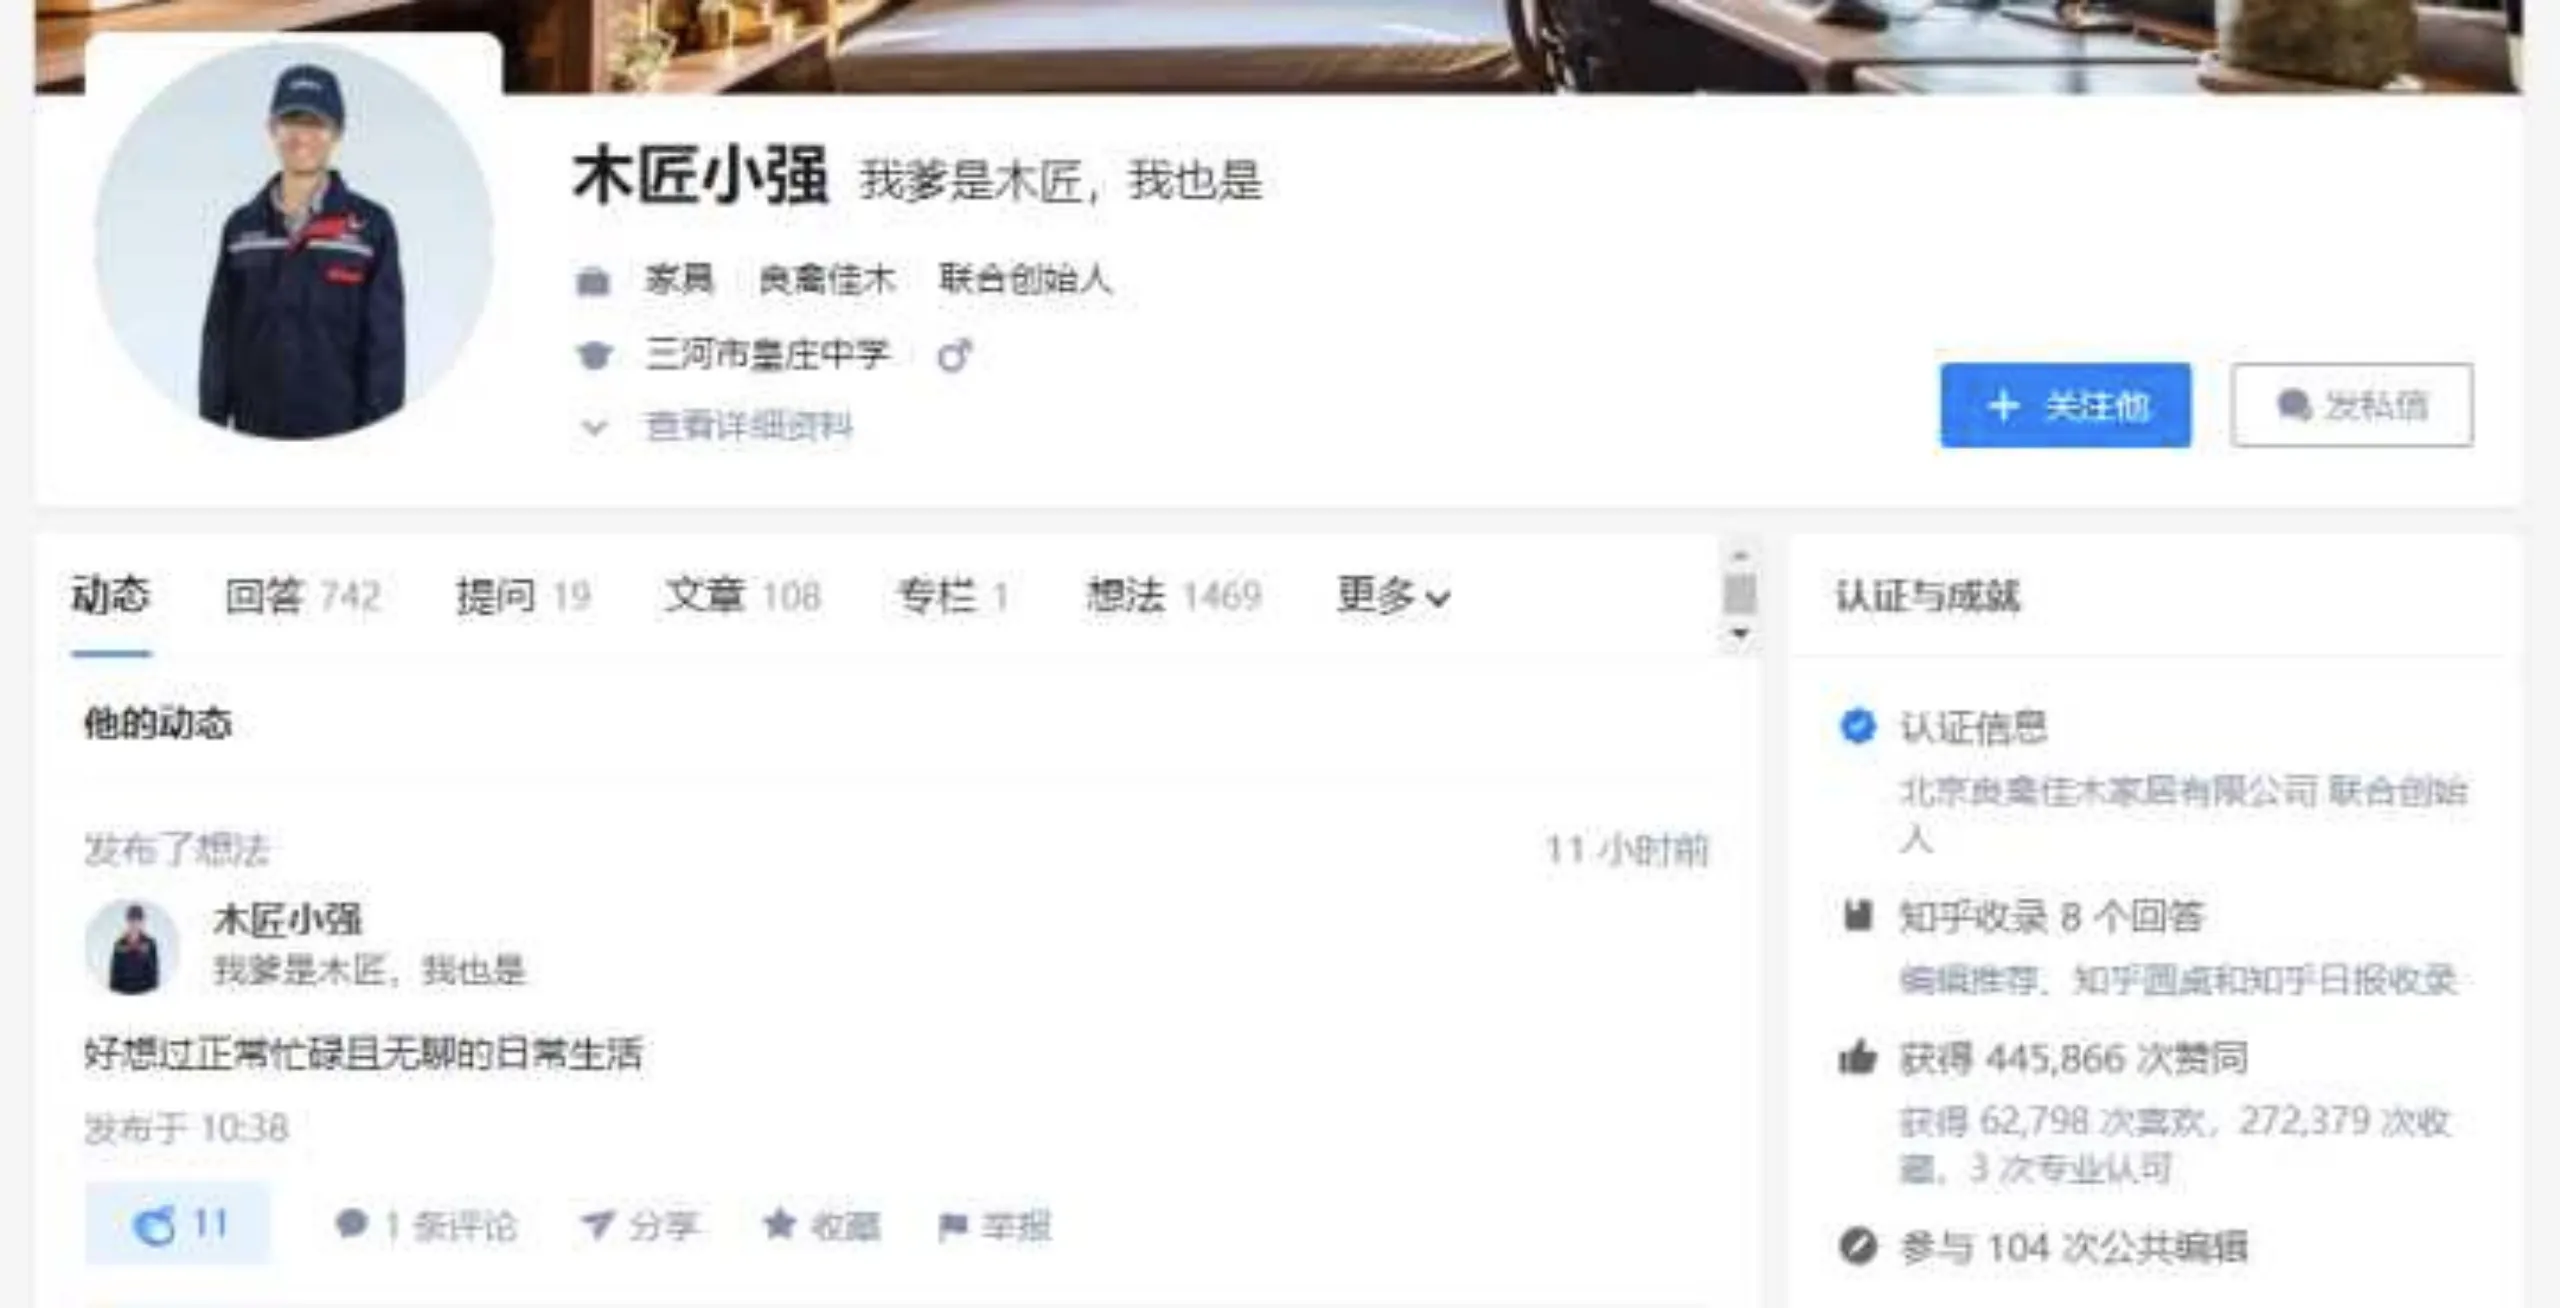 木匠小强 我爹是木匠，我也是
家具 良禽佳木 联合创始人
三河市皇庄中学
查看详细资料
+ 关注他 发私信
动态 回答 742 提问 19 文章 108 专栏 1 想法 1469 更多
他的动态
发布了想法 11 小时前
木匠小强
我爹是木匠，我也是
好想过正常忙碌且无聊的日常生活
发布于 10:38
11 1 条评论 分享 收藏 举报
认证与成就
认证信息
北京良禽佳木家居有限公司 联合创始
人
知乎收录 8 个回答
编辑推荐、知乎圆桌和知乎日报收录
获得 445,866 次赞同
获得 62,798 次喜欢，272,379 次收
藏、3 次专业认可
参与 104 次公共编辑